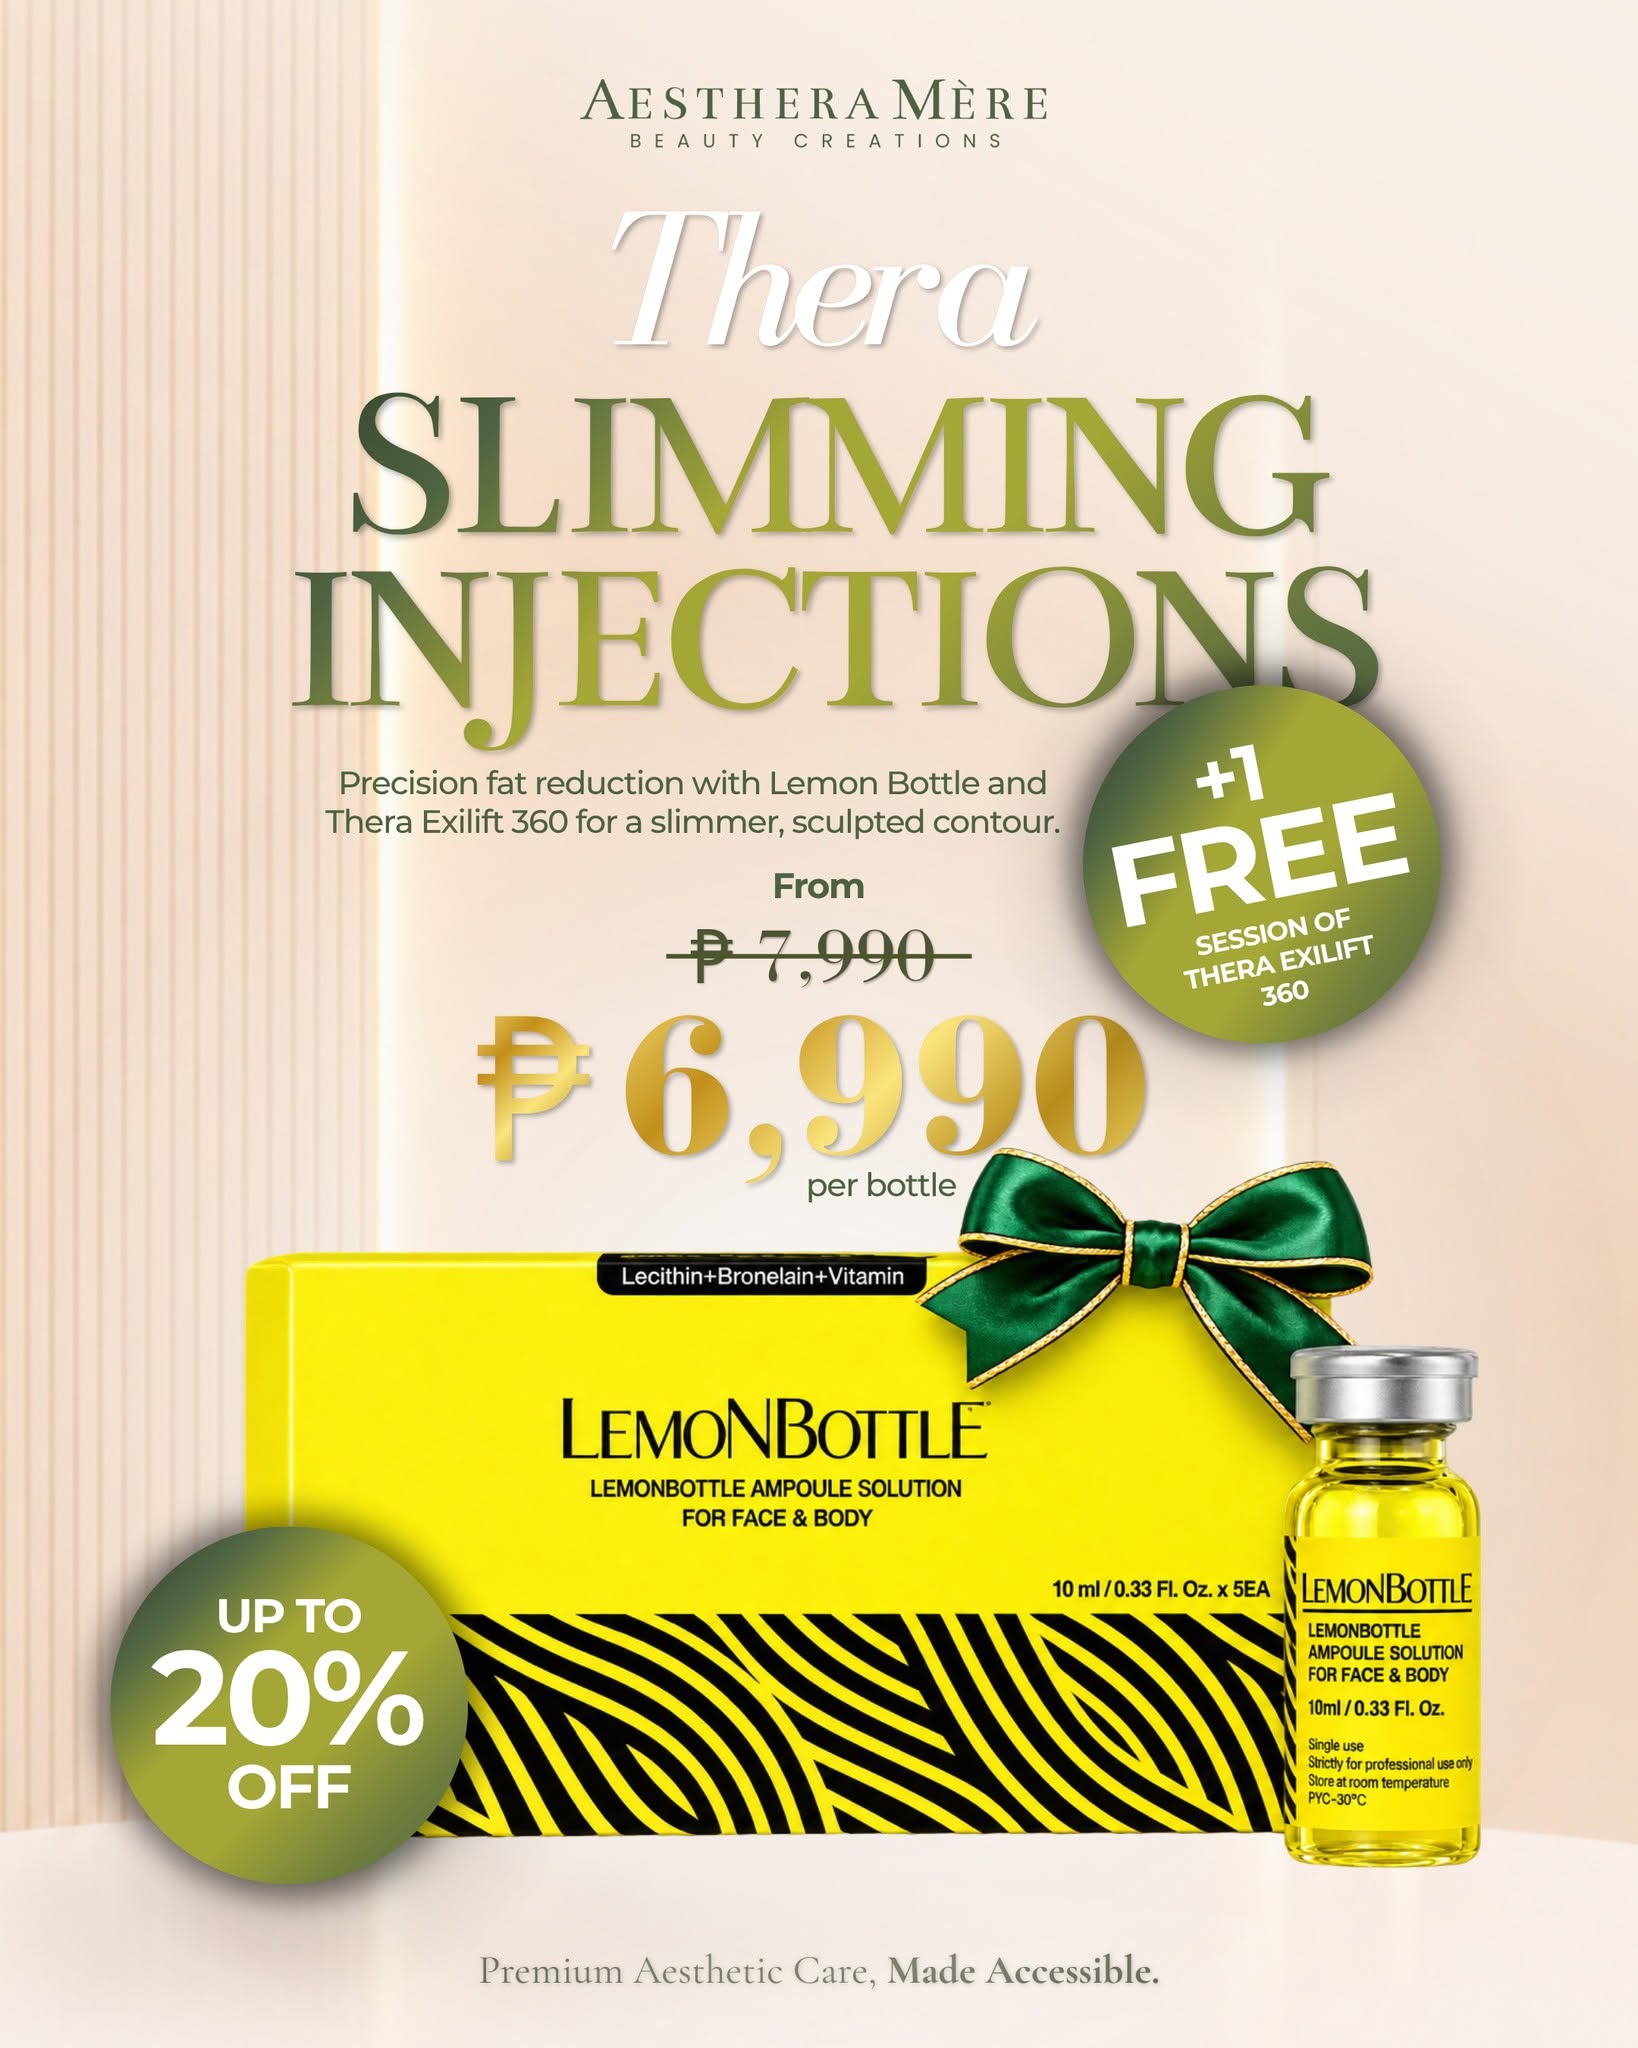 AESTHERA MÈRE
BEAUTY CREATIONS
Thera
SLIMMING
INJECTIONS
Precision fat reduction with Lemon Bottle and
Thera Exilift 360 for a slimmer, sculpted contour.
+1
FREE
SESSION OF
THERA EXILIFT
360
From
₱ 7,990
₱ 6,990
per bottle
Lecithin+Bronelain+Vitamin
LEMONBOTTLE
LEMONBOTTLE AMPOULE SOLUTION
FOR FACE & BODY
10 ml / 0.33 Fl. Oz. x 5EA
LEMONBOTTLE
LEMONBOTTLE
AMPOULE SOLUTION
FOR FACE & BODY
10ml / 0.33 Fl. Oz.
Single use
Strictly for professional use only
Store at room temperature
PYC-30°C
UP TO
20%
OFF
Premium Aesthetic Care, Made Accessible.